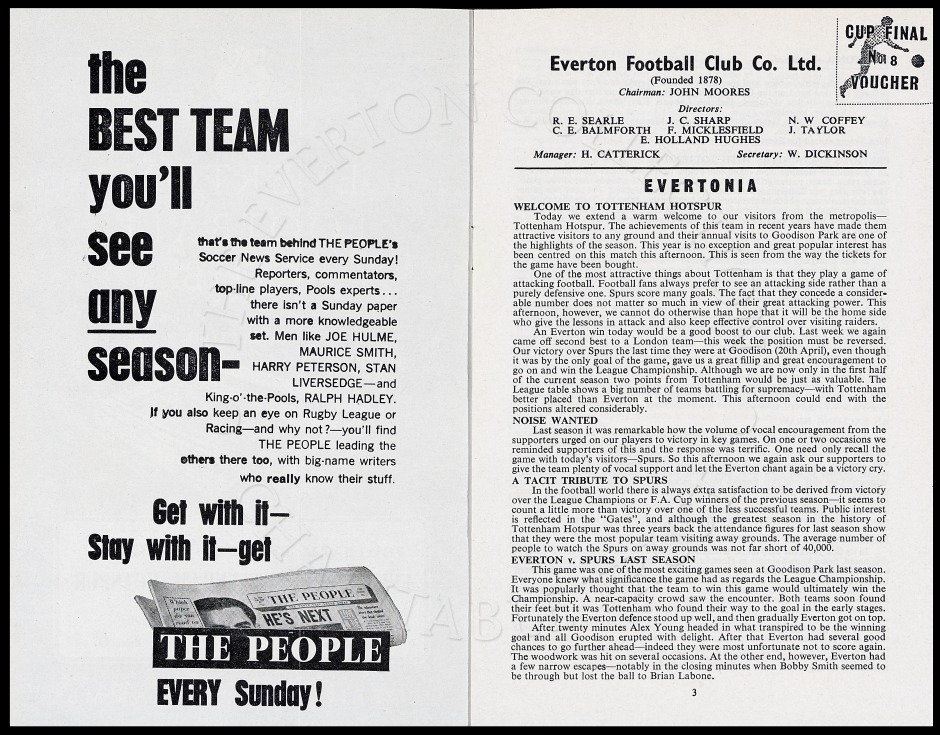 the
BEST TEAM
you'll
see
any
season–
that's the team behind THE PEOPLE's
Soccer News Service every Sunday!
Reporters, commentators,
top-line players, Pools experts...
there isn't a Sunday paper
with a more knowledgeable
set. Men like JOE HULME,
MAURICE SMITH,
HARRY PETERSON, STAN
LIVERSEDGE—and
King-o'-the-Pools, RALPH HADLEY.
If you also keep an eye on Rugby League or
Racing—and why not?—you'll find
THE PEOPLE leading the
others there too, with big-name writers
who really know their stuff.
Get with it—
Stay with it—get
THE PEOPLE
HE'S NEXT
THE PEOPLE
EVERY Sunday!
CUP FINAL
No 8
VOUCHER
Everton Football Club Co. Ltd.
(Founded 1878)
Chairman: JOHN MOORES
Directors:
R. E. SEARLE J. C. SHARP N. W COFFEY
C. E. BALMFORTH F. MICKLESFIELD J. TAYLOR
E. HOLLAND HUGHES
Manager: H. CATTERICK Secretary: W. DICKINSON
EVERTONIA
WELCOME TO TOTTENHAM HOTSPUR
Today we extend a warm welcome to our visitors from the metropolis—
Tottenham Hotspur. The achievements of this team in recent years have made them
attractive visitors to any ground and their annual visits to Goodison Park are one of
the highlights of the season. This year is no exception and great popular interest has
been centred on this match this afternoon. This is seen from the way the tickets for
the game have been bought.
One of the most attractive things about Tottenham is that they play a game of
attacking football. Football fans always prefer to see an attacking side rather than a
purely defensive one. Spurs score many goals. The fact that they concede a consider-
able number does not matter so much in view of their great attacking power. This
afternoon, however, we cannot do otherwise than hope that it will be the home side
who give the lessons in attack and also keep effective control over visiting raiders.
An Everton win today would be a good boost to our club. Last week we again
came off second best to a London team—this week the position must be reversed.
Our victory over Spurs the last time they were at Goodison (20th April), even though
it was by the only goal of the game, gave us a great fillip and great encouragement to
go on and win the League Championship. Although we are now only in the first half
of the current season two points from Tottenham would be just as valuable. The
League table shows a big number of teams battling for supremacy—with Tottenham
better placed than Everton at the moment. This afternoon could end with the
positions altered considerably.
NOISE WANTED
Last season it was remarkable how the volume of vocal encouragement from the
supporters urged on our players to victory in key games. On one or two occasions we
reminded supporters of this and the response was terrific. One need only recall the
game with today's visitors—Spurs. So this afternoon we again ask our supporters to
give the team plenty of vocal support and let the Everton chant again be a victory cry.
A TACIT TRIBUTE TO SPURS
In the football world there is always extra satisfaction to be derived from victory
over the League Champions or F.A. Cup winners of the previous season—it seems to
count a little more than victory over one of the less successful teams. Public interest
is reflected in the "Gates", and although the greatest season in the history of
Tottenham Hotspur was three years back the attendance figures for last season show
that they were the most popular team visiting away grounds. The average number of
people to watch the Spurs on away grounds was not far short of 40,000.
EVERTON v. SPURS LAST SEASON
This game was one of the most exciting games seen at Goodison Park last season.
Everyone knew what significance the game had as regards the League Championship.
It was popularly thought that the team to win this game would ultimately win the
Championship. A near-capacity crowd saw the encounter. Both teams soon found
their feet but it was Tottenham who found their way to the goal in the early stages.
Fortunately the Everton defence stood up well, and then gradually Everton got on top.
After twenty minutes Alex Young headed in what transpired to be the winning
goal and all Goodison erupted with delight. After that Everton had several good
chances to go further ahead—indeed they were most unfortunate not to score again.
The woodwork was hit on several occasions. At the other end, however, Everton had
a few narrow escapes—notably in the closing minutes when Bobby Smith seemed to
be through but lost the ball to Brian Labone.
3